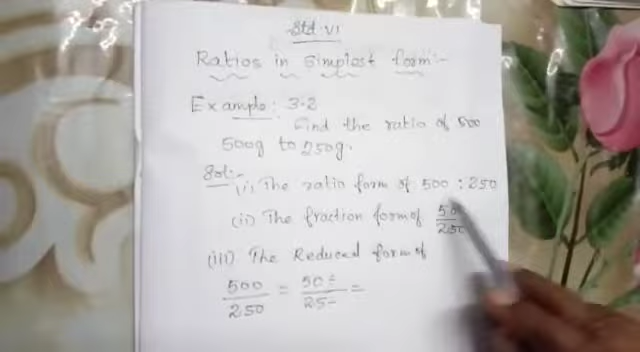 Std: VI
Ratios in Simplest form:-
Example: 3.2
Find the ratio of 500
500g to 250g.
Sol:-
(i) The ratio form of 500 : 250
(ii) The fraction form of 50
250
(iii) The Reduced form of
500 = 50 =
250 25